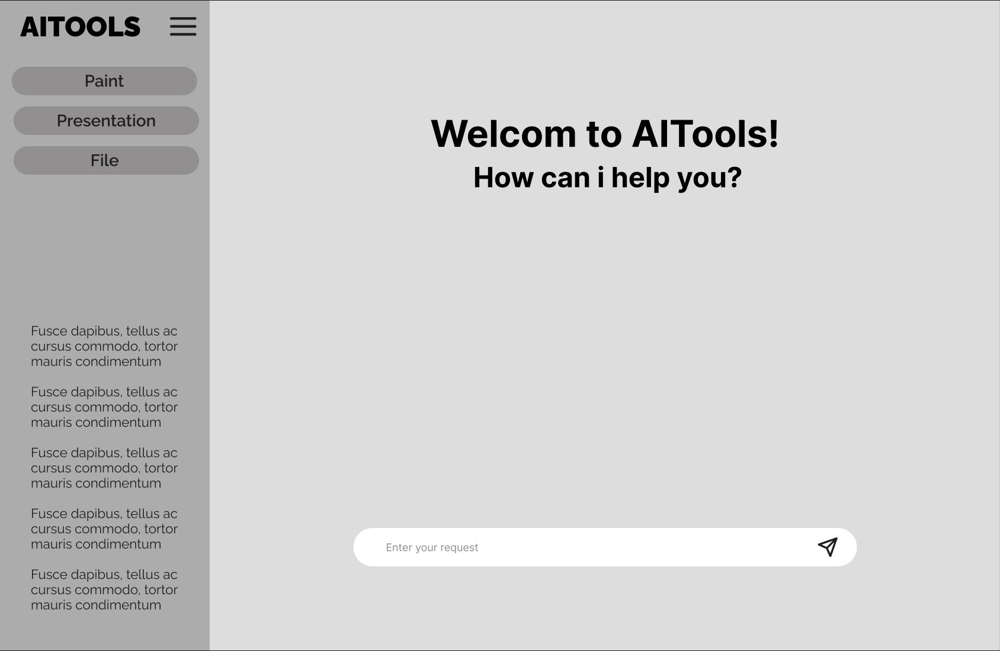 AITOOLS
Paint
Presentation
File
Fusce dapibus, tellus ac
cursus commodo, tortor
mauris condimentum
Fusce dapibus, tellus ac
cursus commodo, tortor
mauris condimentum
Fusce dapibus, tellus ac
cursus commodo, tortor
mauris condimentum
Fusce dapibus, tellus ac
cursus commodo, tortor
mauris condimentum
Fusce dapibus, tellus ac
cursus commodo, tortor
mauris condimentum
Welcom to AITools!
How can i help you?
Enter your request